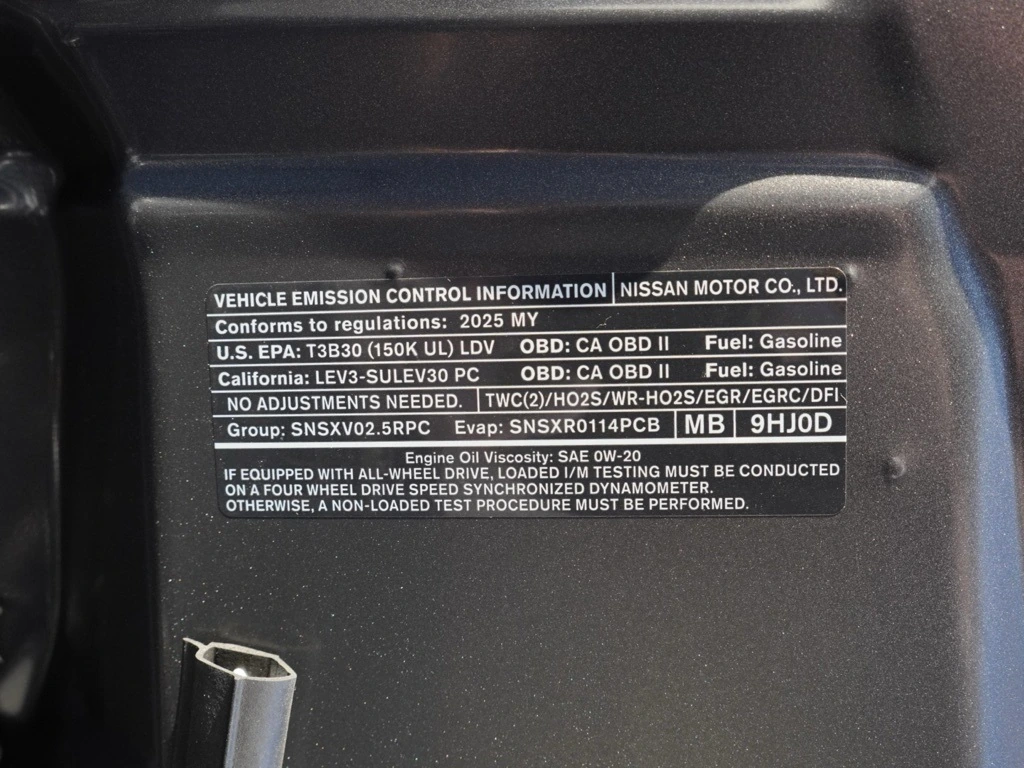 VEHICLE EMISSION CONTROL INFORMATION NISSAN MOTOR CO., LTD.
Conforms to regulations: 2025 MY
U.S. EPA: T3B30 (150K UL) LDV OBD: CA OBD II Fuel: Gasoline
California: LEV3-SULEV30 PC OBD: CA OBD II Fuel: Gasoline
NO ADJUSTMENTS NEEDED. TWC(2)/HO2S/WR-HO2S/EGR/EGRC/DFI
Group: SNSXV02.5RPC Evap: SNSXR0114PCB MB 9HJ0D
Engine Oil Viscosity: SAE 0W-20
IF EQUIPPED WITH ALL-WHEEL DRIVE, LOADED I/M TESTING MUST BE CONDUCTED
ON A FOUR WHEEL DRIVE SPEED SYNCHRONIZED DYNAMOMETER.
OTHERWISE, A NON-LOADED TEST PROCEDURE MUST BE PERFORMED.